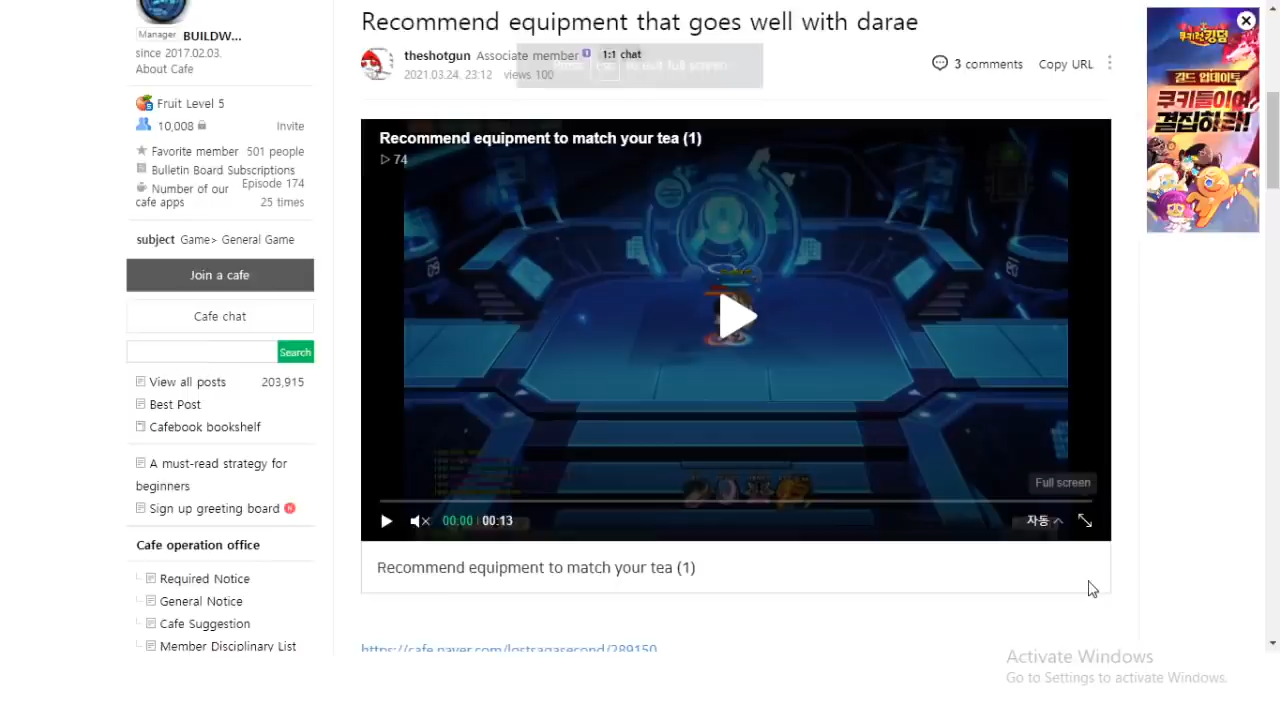 Manager BUILDW...
since 2017.02.03.
About Cafe
Fruit Level 5
10,008 Invite
Favorite member 501 people
Bulletin Board Subscriptions
Number of our cafe apps Episode 174
25 times
subject Game> General Game
Join a cafe
Cafe chat
Search
View all posts 203,915
Best Post
Cafebook bookshelf
A must-read strategy for
beginners
Sign up greeting board
Cafe operation office
Required Notice
General Notice
Cafe Suggestion
Member Disciplinary List
Recommend equipment that goes well with darae
theshotgun Associate member 1:1 chat
2021.03.24. 23:12 views 100
3 comments Copy URL
exit full screen
Recommend equipment to match your tea (1)
74
Full screen
00:00 00:13
자동
Recommend equipment to match your tea (1)
https://cafe.naver.com/lostsagasecond/289150
쿠키런 킹덤
길드 업데이트
쿠키들이여
결집하라!
Activate Windows
Go to Settings to activate Windows.